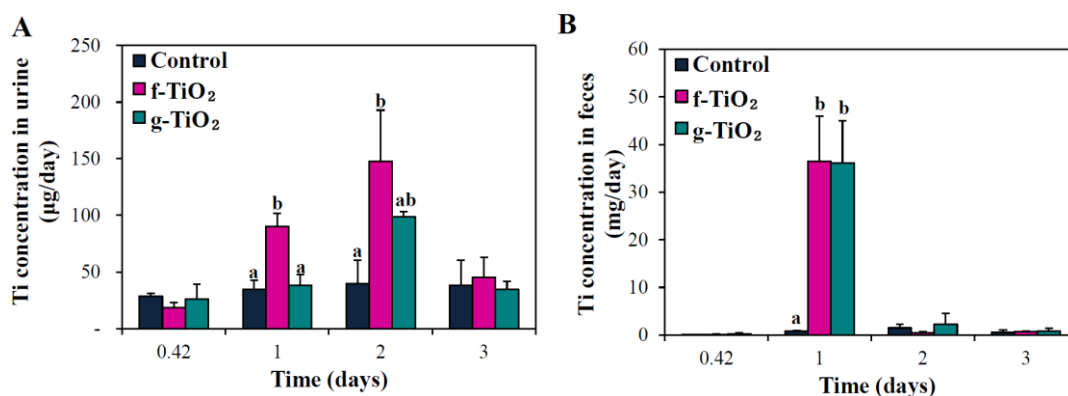 A
Ti concentration in urine
(µg/day)
250
200
150
100
50
-
Control
f-TiO₂
g-TiO₂
a
b
a
a
b
ab
0.42
1
2
3
Time (days)
B
Ti concentration in feces
(mg/day)
60
50
40
30
20
10
0
Control
f-TiO₂
g-TiO₂
a
b
b
0.42
1
2
3
Time (days)